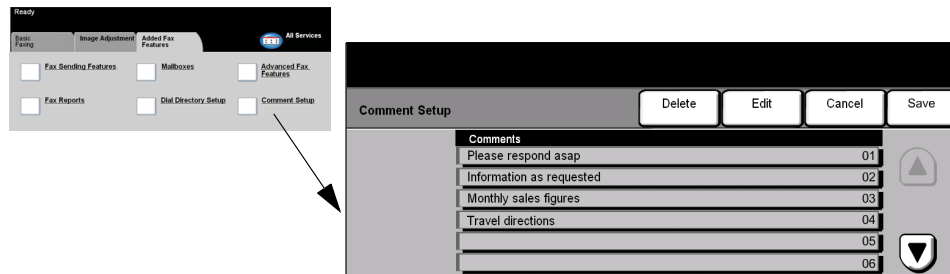 Ready
Basic Faxing
Image Adjustment
Added Fax Features
All Services
Fax Sending Features
Mailboxes
Advanced Fax Features
Fax Reports
Dial Directory Setup
Comment Setup
Comment Setup
Delete
Edit
Cancel
Save
Comments
Please respond asap 01
Information as requested 02
Monthly sales figures 03
Travel directions 04
05
06